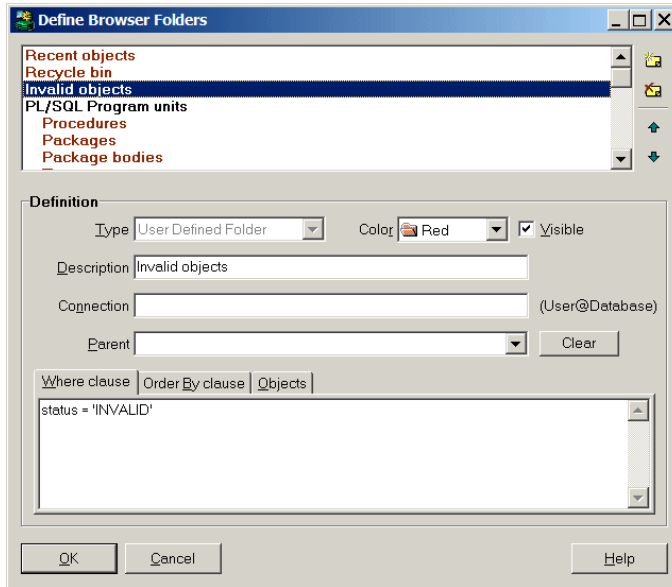 Define Browser Folders
Recent objects
Recycle bin
Invalid objects
PL/SQL Program units
Procedures
Packages
Package bodies
Definition
Type User Defined Folder Color Red Visible
Description Invalid objects
Connection (User@Database)
Parent Clear
Where clause Order By clause Objects
status = 'INVALID'
OK Cancel Help